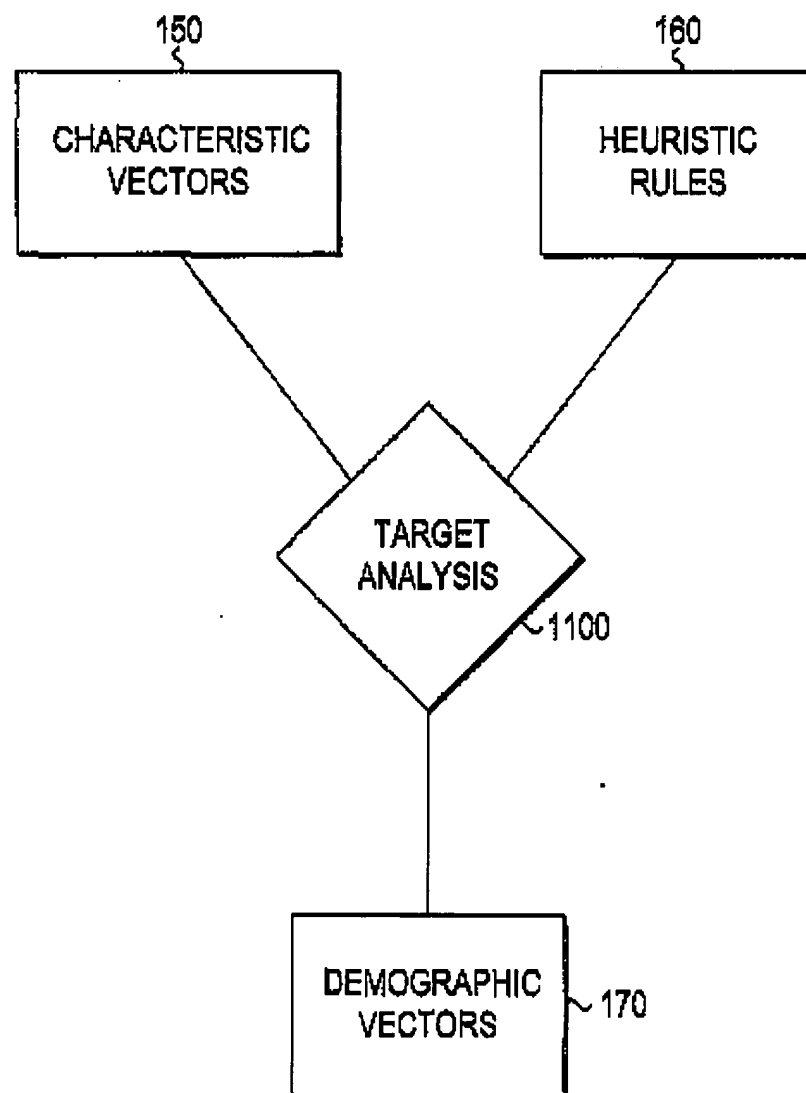 150
160
CHARACTERISTIC
VECTORS
HEURISTIC
RULES
TARGET
ANALYSIS
1100
DEMOGRAPHIC
VECTORS
170